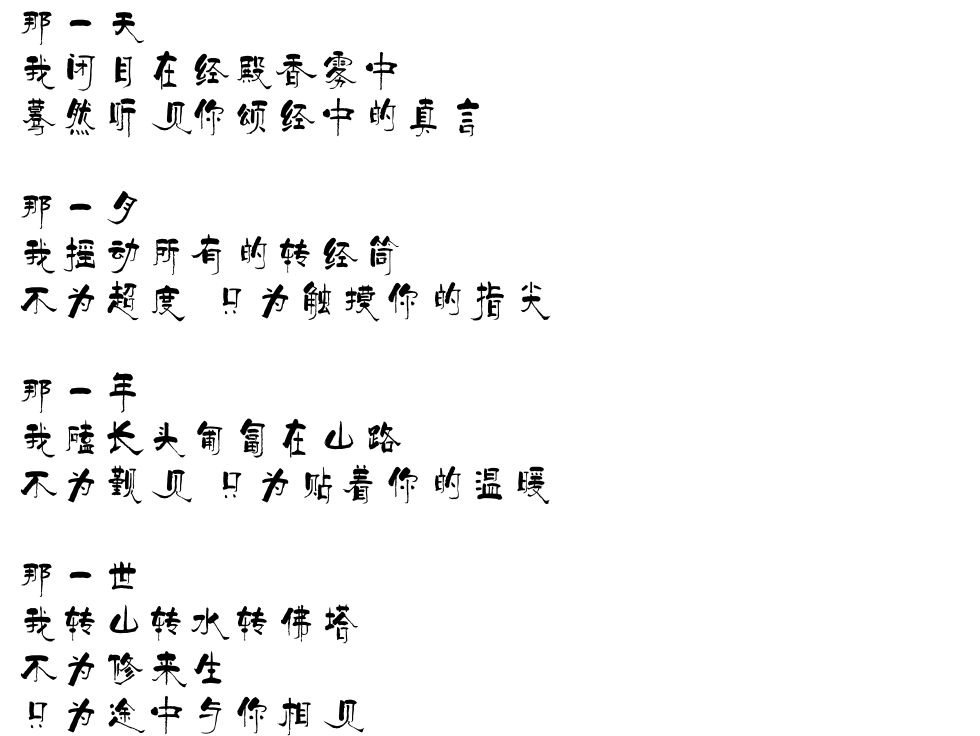 那一天
我闭目在经殿香雾中
蓦然听见你颂经中的真言
那一夕
我摇动所有的转经筒
不为超度 只为触摸你的指尖
那一年
我磕长头匍匐在山路
不为觐见 只为贴着你的温暖
那一世
我转山转水转佛塔
不为修来生
只为途中与你相见